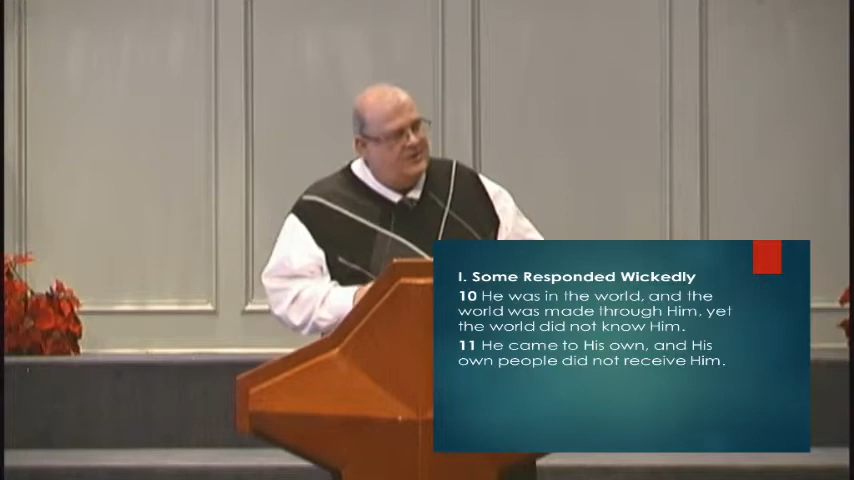 I. Some Responded Wickedly
10 He was in the world, and the
world was made through Him, yet
the world did not know Him.
11 He came to His own, and His
own people did not receive Him.